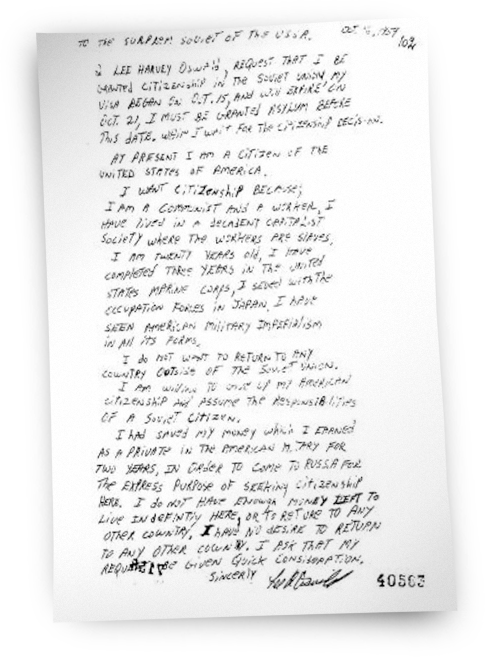 TO THE SUPREM SOVIET OF THE U.S.S.R.
OCT. 16, 1959
I LEE HARVEY OSWALD, REQUEST THAT I BE
GRANTED CITIZENSHIP IN THE SOVIET UNION, MY
VISA BEGAN ON OCT. 15, AND WILL EXPIRE ON
OCT. 21, I MUST BE GRANTED ASYLUM BEFORE
THIS DATE. WHILE I WAIT FOR THE CITIZENSHIP DECISION.
AT PRESENT I AM A CITIZEN OF THE
UNITED STATES OF AMERICA.
I WANT CITIZENSHIP BECAUSE;
I AM A COMMUNIST AND A WORKER, I
HAVE LIVED IN A DECADENT CAPITALIST
SOCIETY WHERE THE WORKERS ARE SLAVES.
I AM TWENTY YEARS OLD, I HAVE
COMPLETED THREE YEARS IN THE UNITED
STATES MARINE CORPS, I SERVED WITH THE
OCCUPATION FORCES IN JAPAN, I HAVE
SEEN AMERICAN MILITARY IMPERIALISM
IN ALL ITS FORMS.
I DO NOT WANT TO RETURN TO ANY
COUNTRY OUTSIDE OF THE SOVIET UNION.
I AM WILLING TO GIVE UP MY AMERICAN
CITIZENSHIP AND ASSUME THE RESPONSIBILITIES
OF A SOVIET CITIZEN.
I HAD SAVED MY MONEY WHICH I EARNED
AS A PRIVATE IN THE AMERICAN MILTARY FOR
TWO YEARS, IN ORDER TO COME TO RUSSIA FOR
THE EXPRESS PURPOSE OF SEEKING CITIZENSHIP
HERE. I DO NOT HAVE ENOUGH MONEY LEFT TO
LIVE INDEFINTLY HERE, OR TO RETURE TO ANY
OTHER COUNTRY. I HAVE NO DESIRE TO RETURN
TO ANY OTHER COUNTRY. I ASK THAT MY
REQUEST BE GIVEN QUICK CONSIDERATION.
SINCERLY
40563